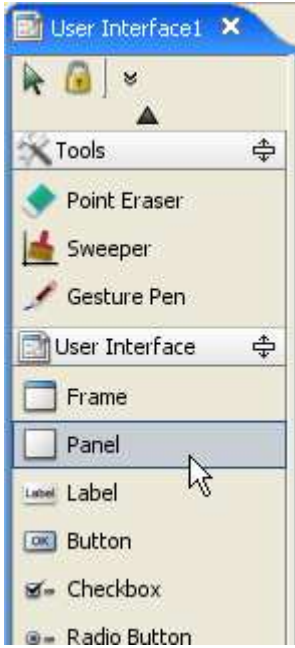 User Interface1
Tools
Point Eraser
Sweeper
Gesture Pen
User Interface
Frame
Panel
Label Label
OK Button
Checkbox
Radio Button